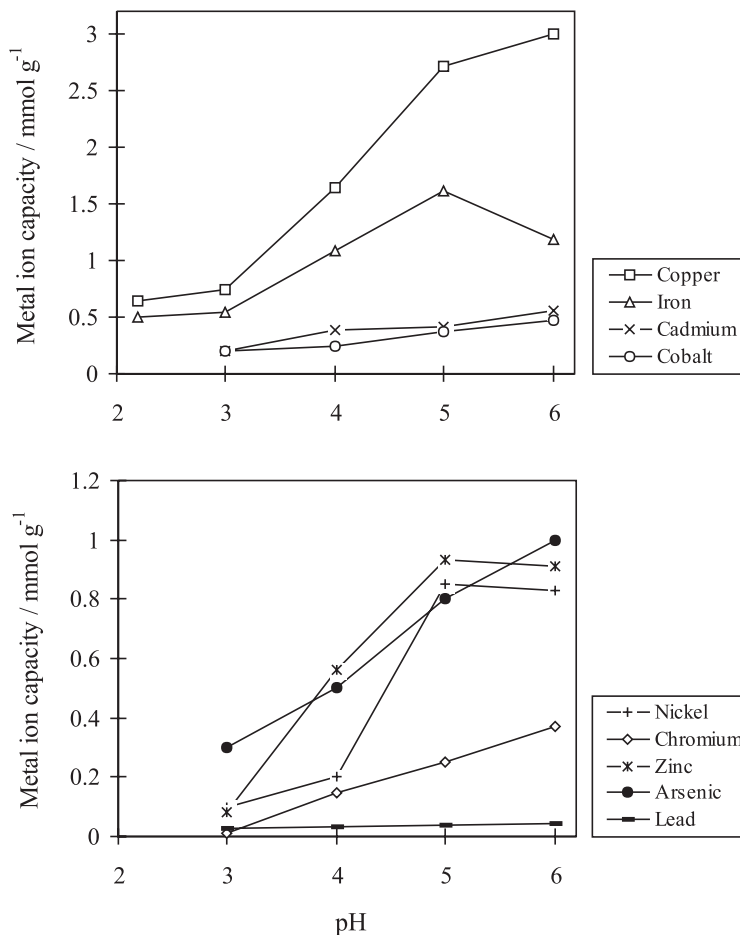 Metal ion capacity / mmol g⁻¹
3
2.5
2
1.5
1
0.5
0
2 3 4 5 6
Copper
Iron
Cadmium
Cobalt
Metal ion capacity / mmol g⁻¹
1.2
1
0.8
0.6
0.4
0.2
0
2 3 4 5 6
pH
Nickel
Chromium
Zinc
Arsenic
Lead